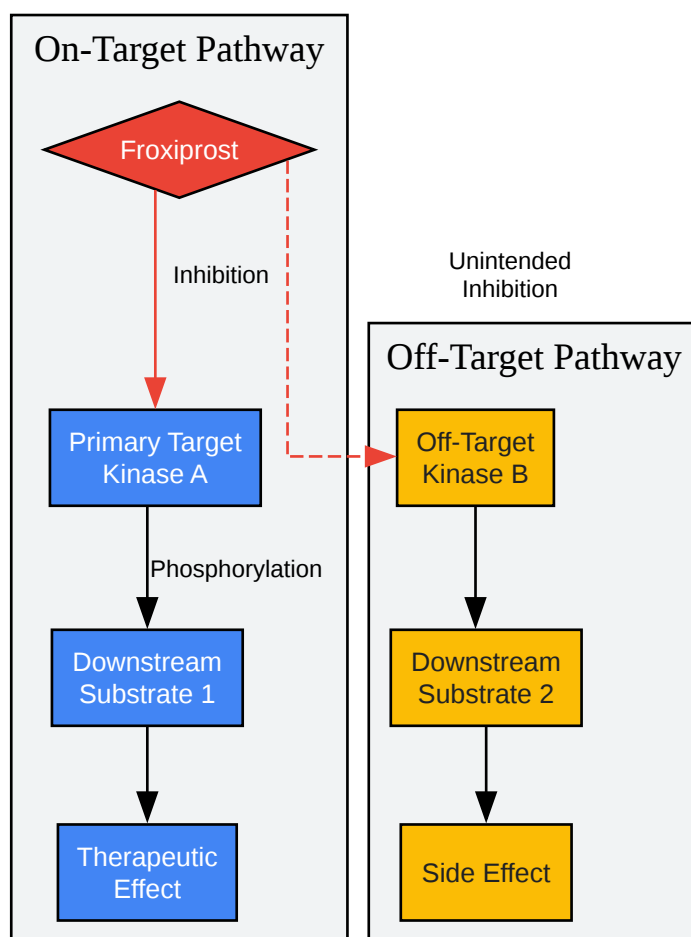 On-Target Pathway
Froxiprost
Inhibition
Unintended
Inhibition
Off-Target Pathway
Primary Target
Kinase A
Off-Target
Kinase B
Phosphorylation
Downstream
Substrate 1
Downstream
Substrate 2
Therapeutic
Effect
Side Effect